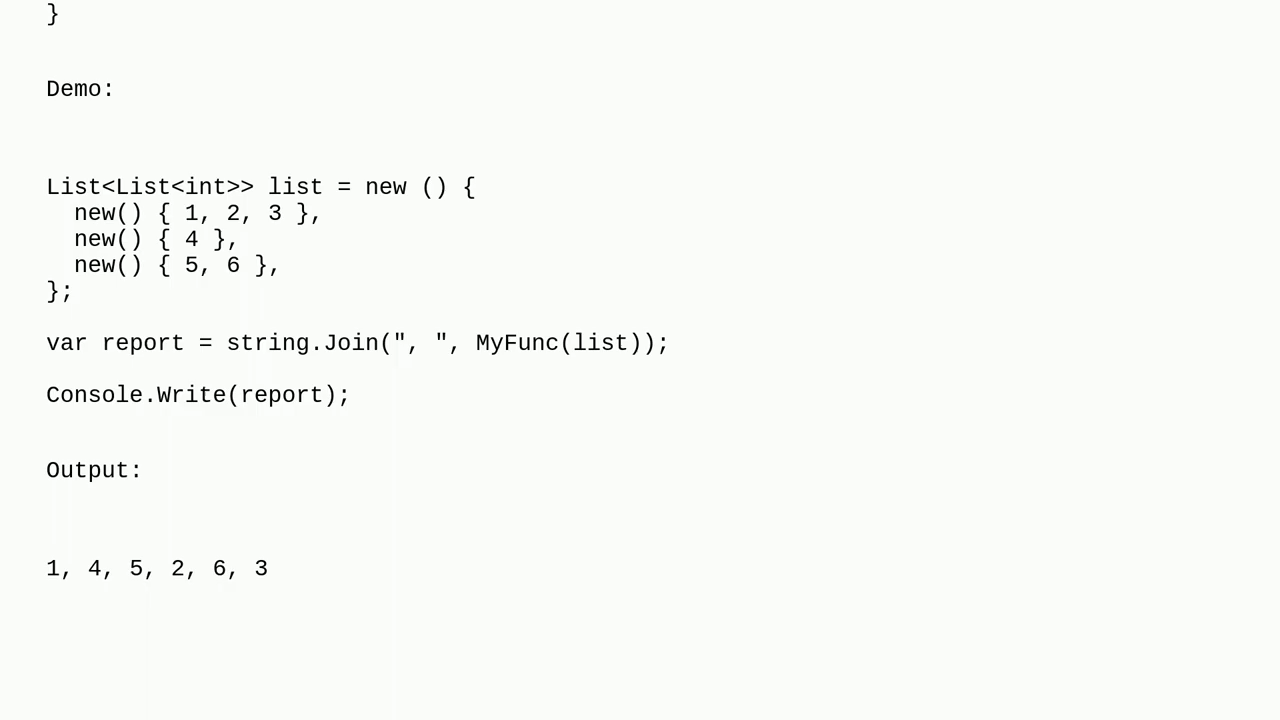 }
Demo:
List<List<int>> list = new () {
  new() { 1, 2, 3 },
  new() { 4 },
  new() { 5, 6 },
};
var report = string.Join(", ", MyFunc(list));
Console.Write(report);
Output:
1, 4, 5, 2, 6, 3